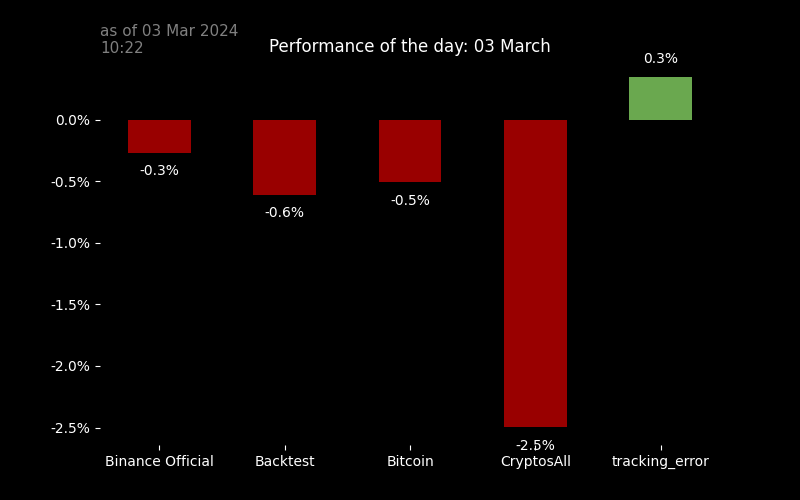 as of 03 Mar 2024
10:22
Performance of the day: 03 March
0.3%
0.0%
-0.3%
-0.5%
-0.5%
-0.6%
-1.0%
-1.5%
-2.0%
-2.5%
-2.5%
Binance Official
Backtest
Bitcoin
CryptosAll
tracking_error